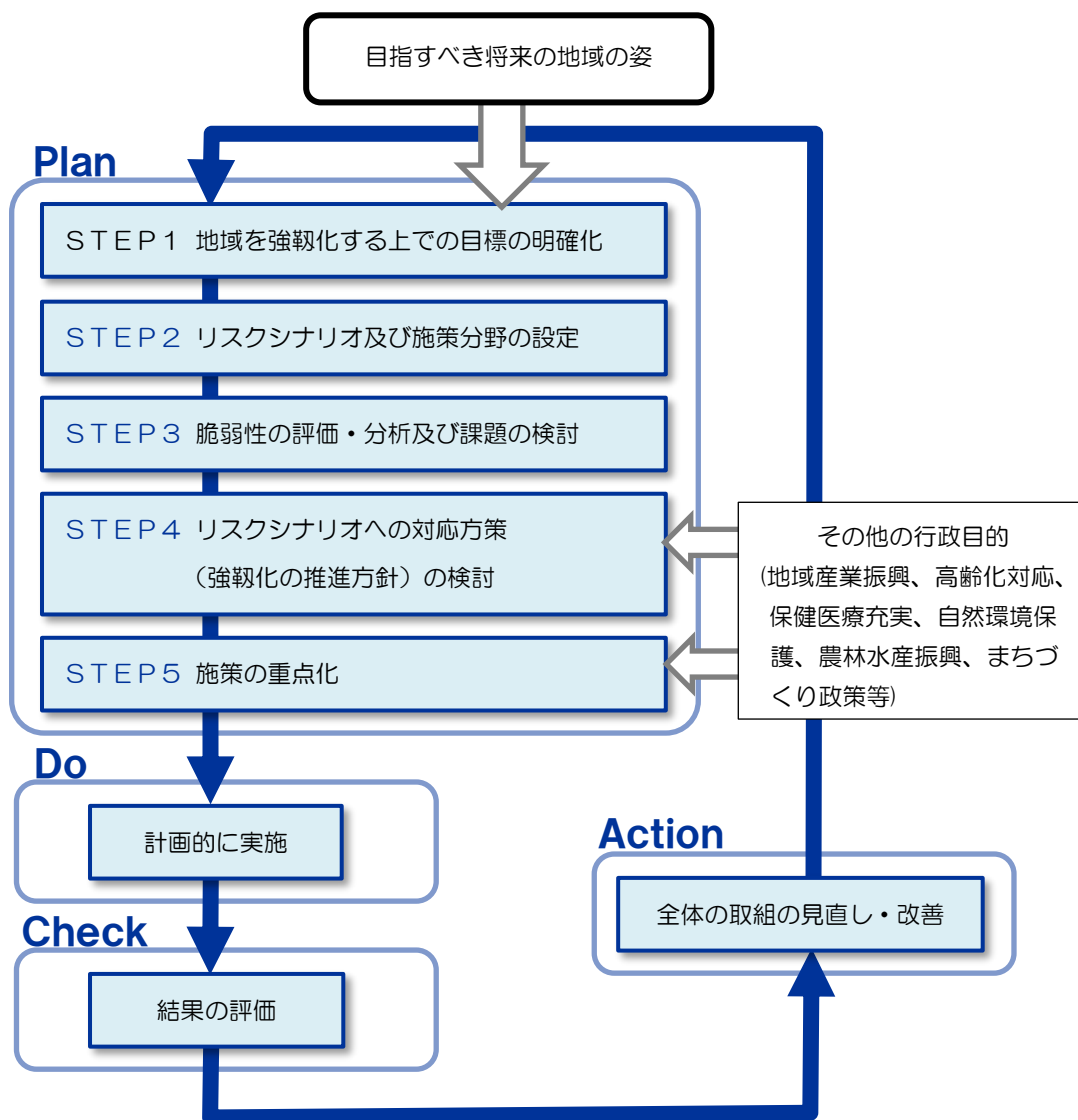 目指すべき将来の地域の姿
Plan
ＳＴＥＰ１ 地域を強靱化する上での目標の明確化
ＳＴＥＰ２ リスクシナリオ及び施策分野の設定
ＳＴＥＰ３ 脆弱性の評価・分析及び課題の検討
ＳＴＥＰ４ リスクシナリオへの対応方策
（強靱化の推進方針）の検討
ＳＴＥＰ５ 施策の重点化
その他の行政目的
(地域産業振興、高齢化対応、
保健医療充実、自然環境保
護、農林水産振興、まちづ
くり政策等)
Do
計画的に実施
Check
結果の評価
Action
全体の取組の見直し・改善